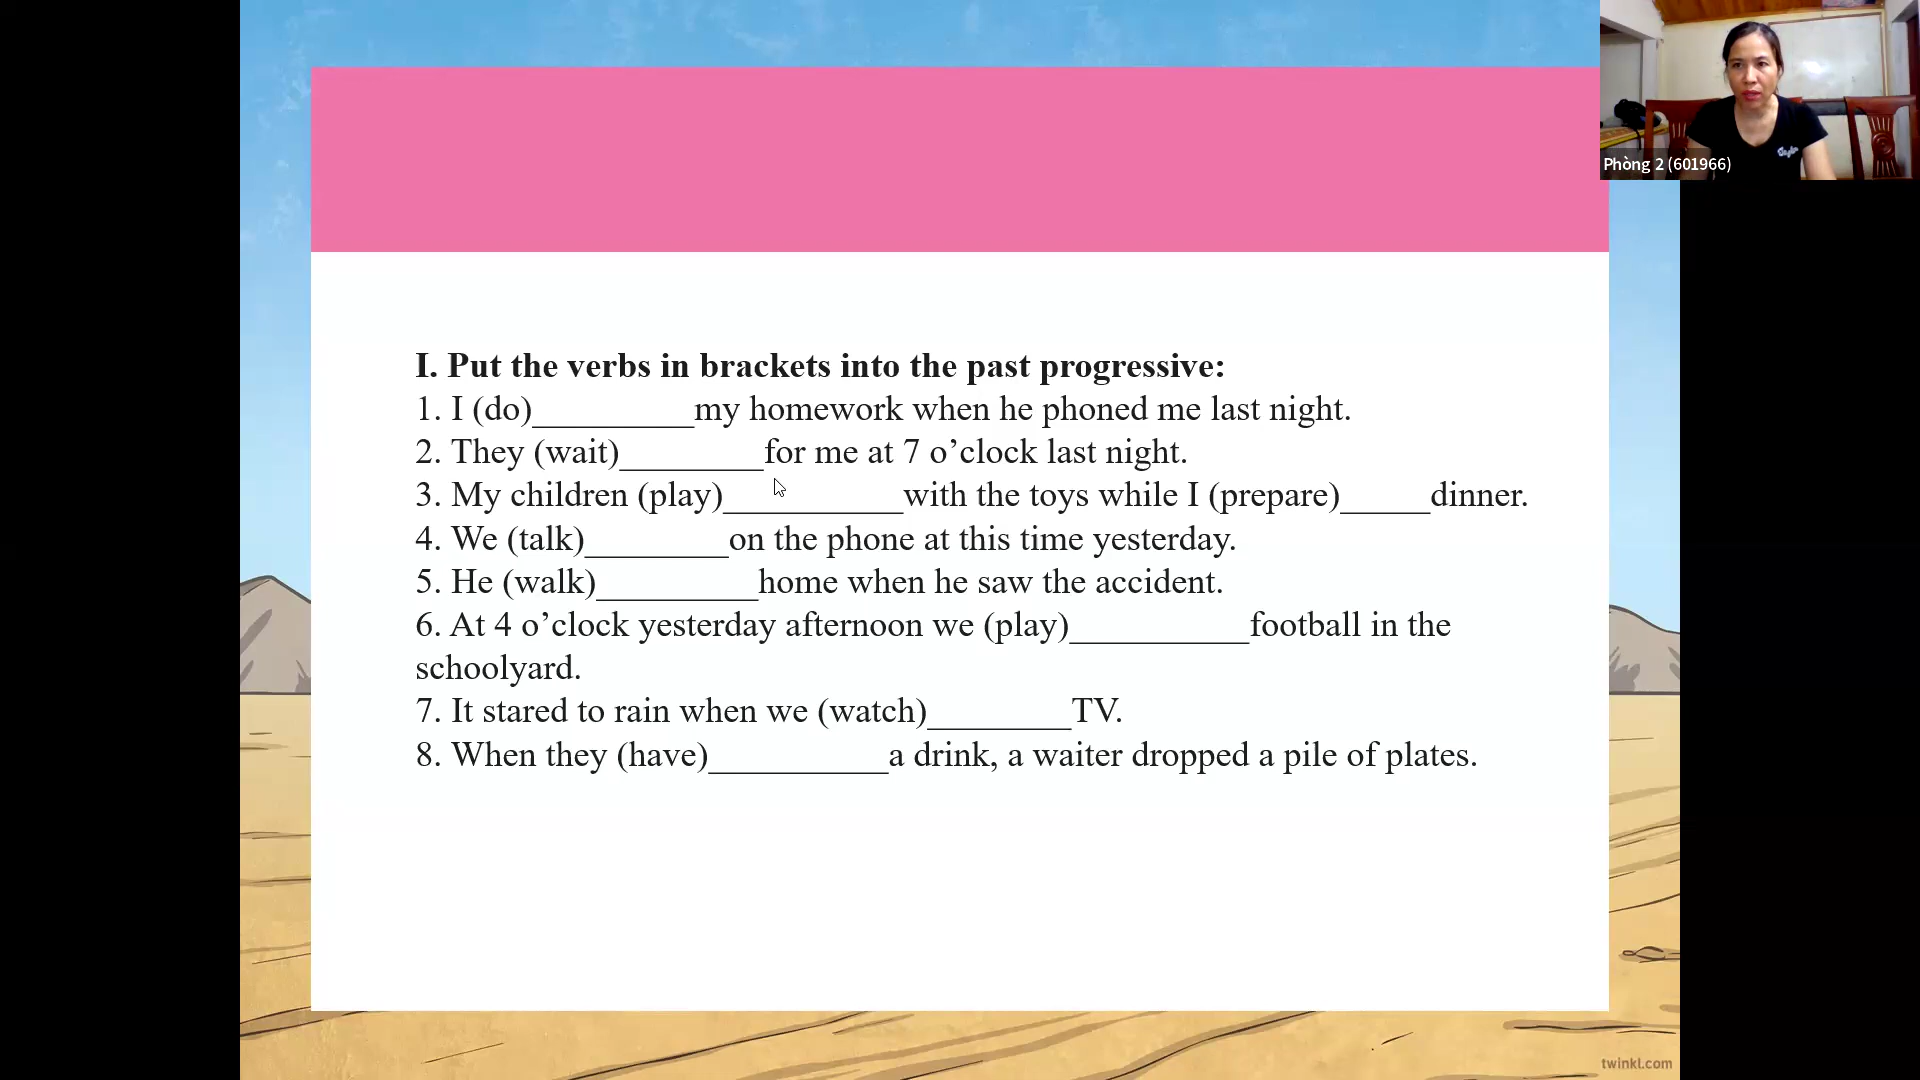 Phòng 2 (601966)
I. Put the verbs in brackets into the past progressive:
1. I (do)_________my homework when he phoned me last night.
2. They (wait)________for me at 7 o’clock last night.
3. My children (play)__________with the toys while I (prepare)_____dinner.
4. We (talk)________on the phone at this time yesterday.
5. He (walk)_________home when he saw the accident.
6. At 4 o’clock yesterday afternoon we (play)__________football in the
schoolyard.
7. It stared to rain when we (watch)________TV.
8. When they (have)__________a drink, a waiter dropped a pile of plates.
twinkl.com